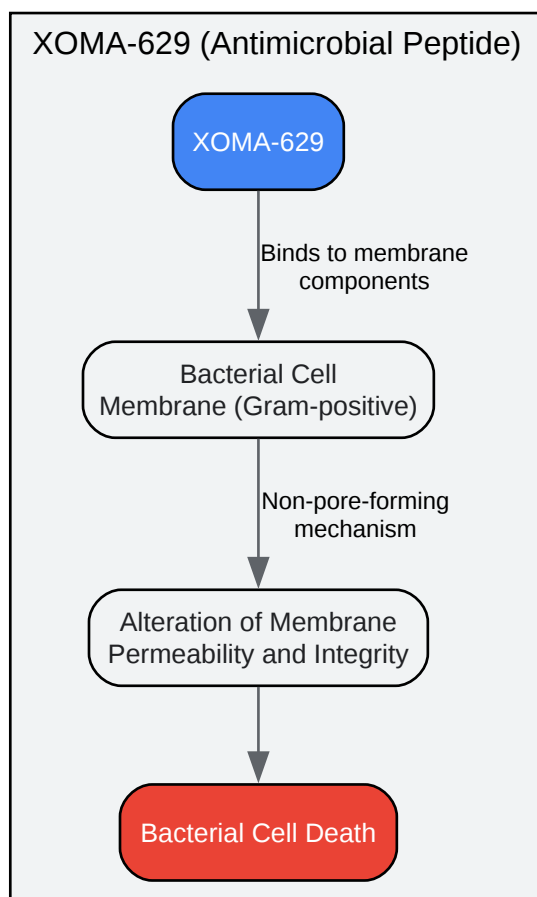 XOMA-629 (Antimicrobial Peptide)
XOMA-629
Binds to membrane
components
Bacterial Cell
Membrane (Gram-positive)
Non-pore-forming
mechanism
Alteration of Membrane
Permeability and Integrity
Bacterial Cell Death